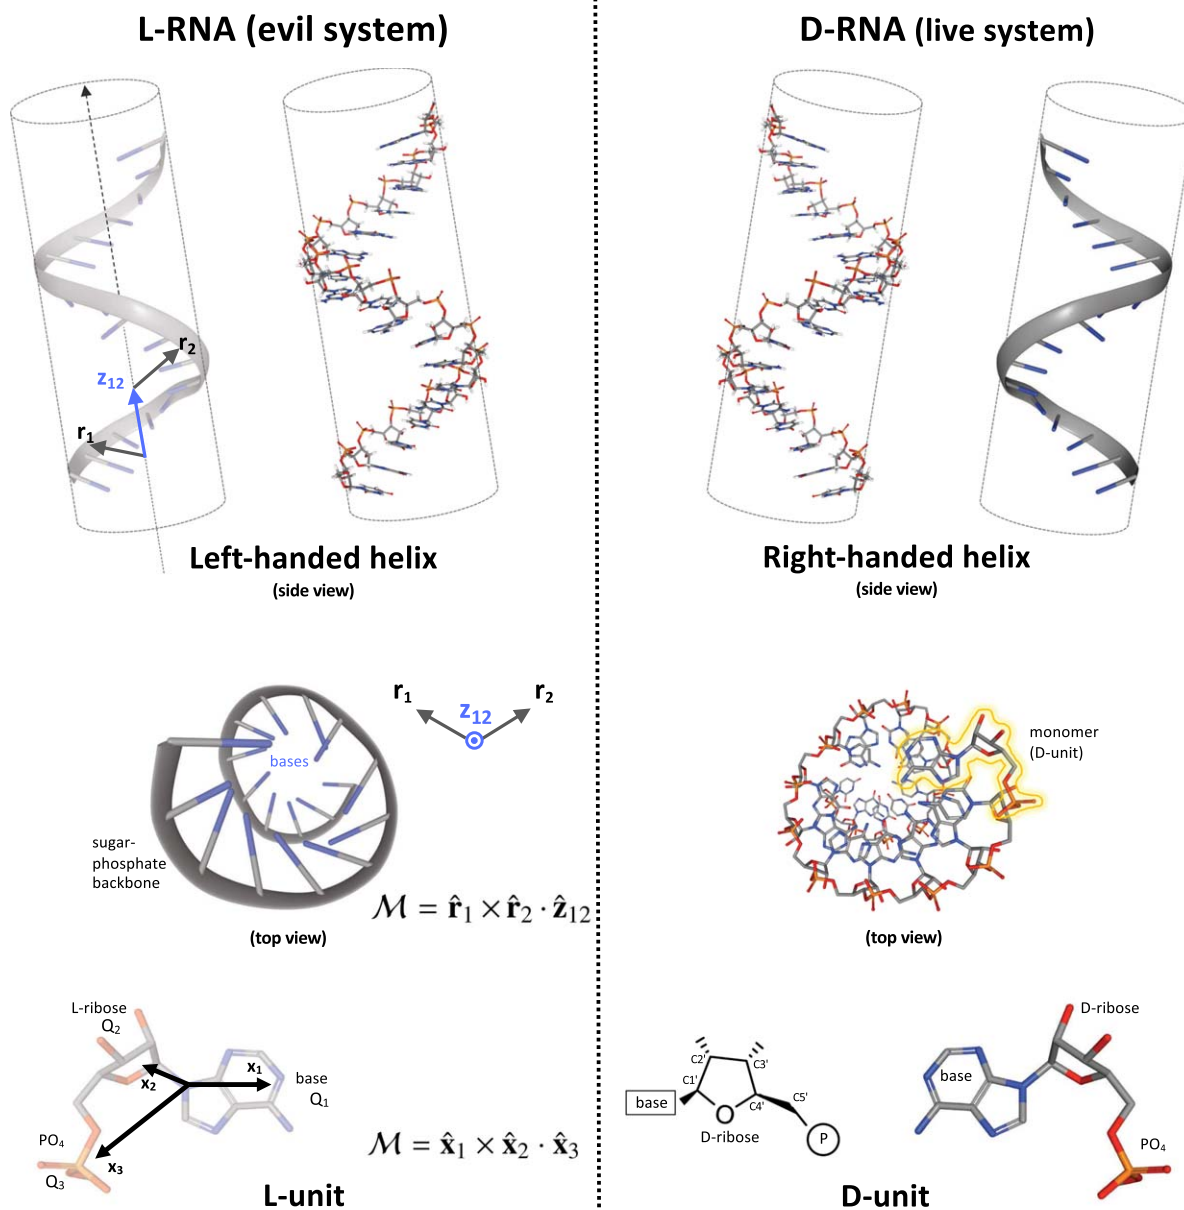 L-RNA (evil system)
D-RNA (live system)
r₂
z₁₂
r₁
Left-handed helix
(side view)
Right-handed helix
(side view)
r₁
r₂
z₁₂
bases
sugar-
phosphate
backbone
ℳ = r̂₁ × r̂₂ · ẑ₁₂
(top view)
monomer
(D-unit)
(top view)
L-ribose
Q₂
x₁
x₂
base
Q₁
PO₄
x₃
Q₃
ℳ = x̂₁ × x̂₂ · x̂₃
L-unit
C2'
C3'
C1'
base
C4'
C5'
O
D-ribose
P
D-ribose
base
PO₄
D-unit